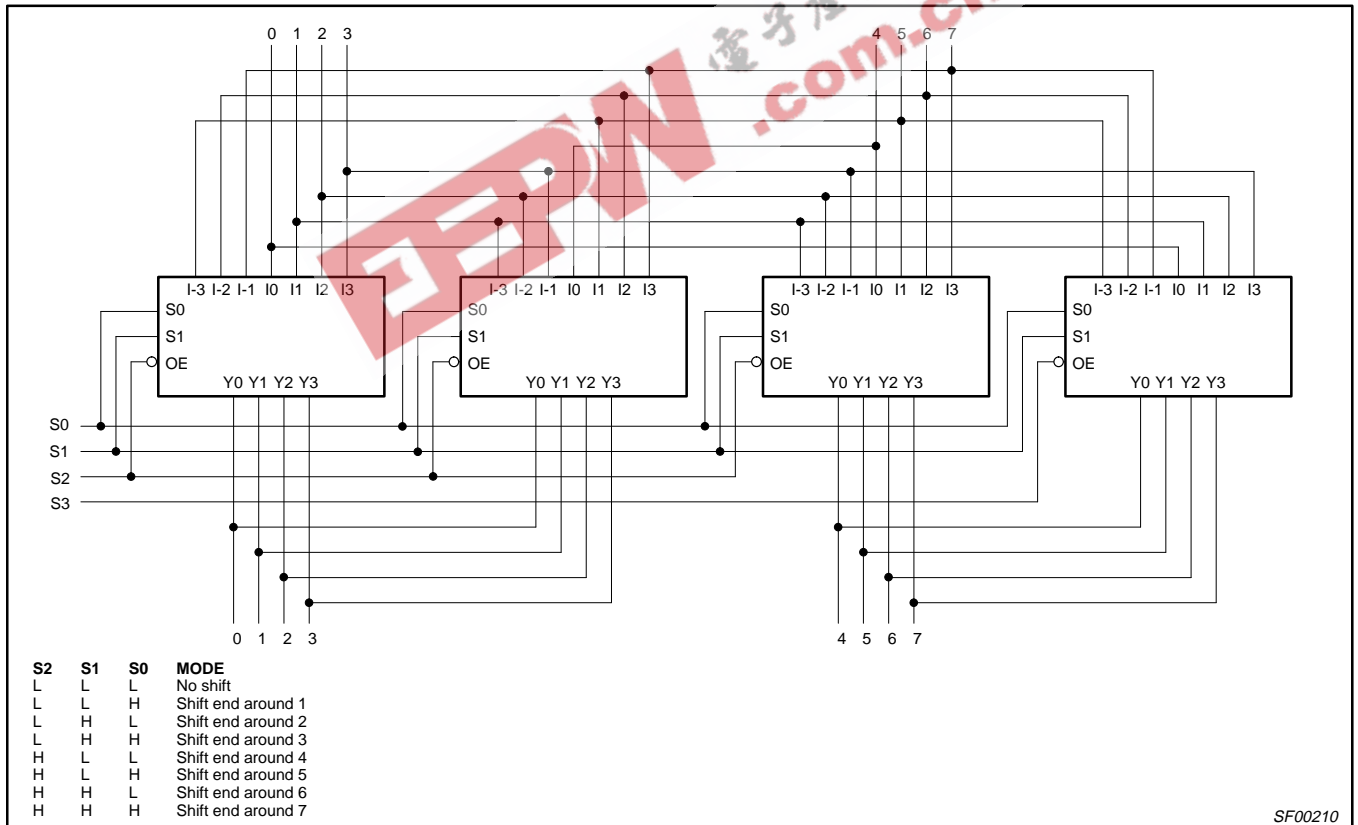 0 1 2 3 4 5 6 7
電子產
.com.cn
EEPW
I-3 I-2 I-1 I0 I1 I2 I3 I-3 I-2 I-1 I0 I1 I2 I3 I-3 I-2 I-1 I0 I1 I2 I3 I-3 I-2 I-1 I0 I1 I2 I3
S0 S0 S0 S0
S1 S1 S1 S1
OE OE OE OE
Y0 Y1 Y2 Y3 Y0 Y1 Y2 Y3 Y0 Y1 Y2 Y3 Y0 Y1 Y2 Y3
S0
S1
S2
S3
0 1 2 3 4 5 6 7
S2 S1 S0 MODE
L L L No shift
L L H Shift end around 1
L H L Shift end around 2
L H H Shift end around 3
H L L Shift end around 4
H L H Shift end around 5
H H L Shift end around 6
H H H Shift end around 7
SF00210